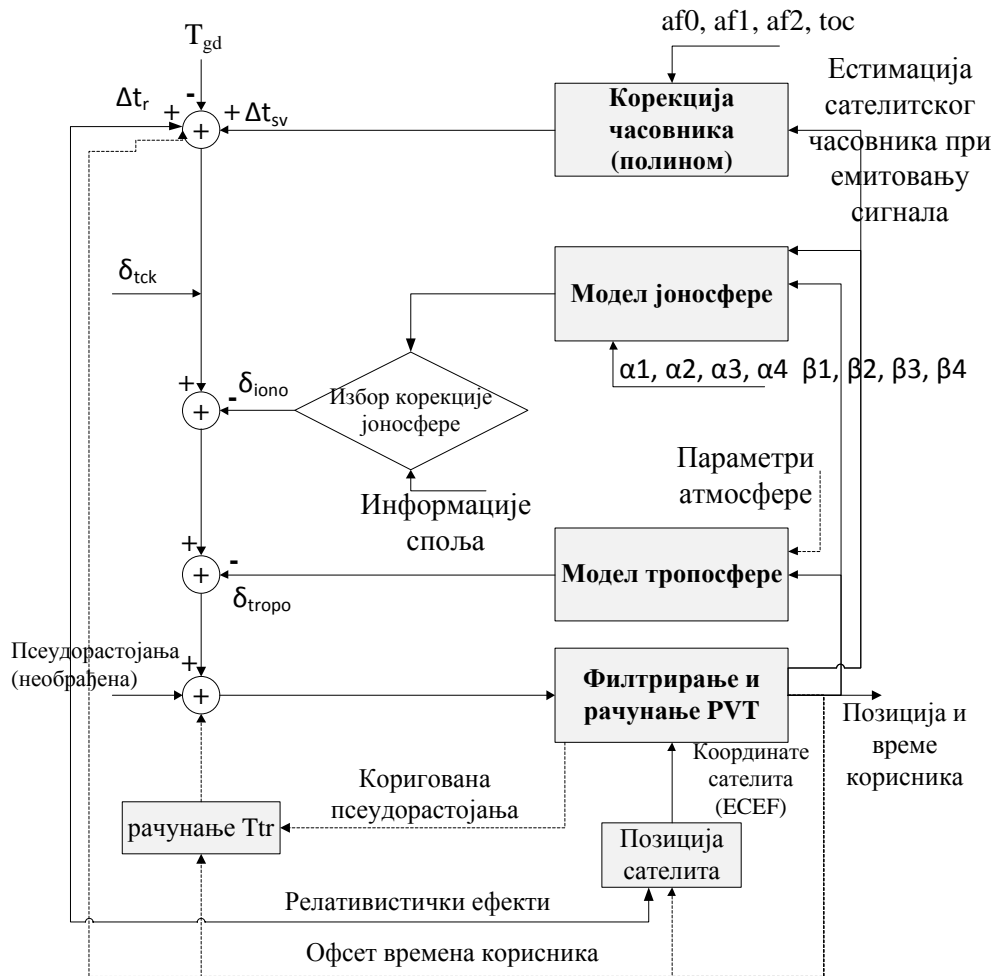 af0, af1, af2, toc
T_gd
-
Δt_r
+
+
+ Δt_sv
Корекција
часовника
(полином)
Естимација
сателитског
часовника при
емитовању
сигнала
δ_tck
Модел јоносфере
α1, α2, α3, α4 β1, β2, β3, β4
+
+
- δ_iono
Избор корекције
јоносфере
Информације
споља
Параметри
атмосфере
+
+
-
δ_tropo
Модел тропосфере
Псеудорастојања
(необрађена)
+
+
Филтрирање и
рачунање PVT
Позиција и
време
корисника
Координате
сателита
(ECEF)
Коригована
псеудорастојања
рачунање Ttr
Позиција
сателита
Релативистички ефекти
Офсет времена корисника